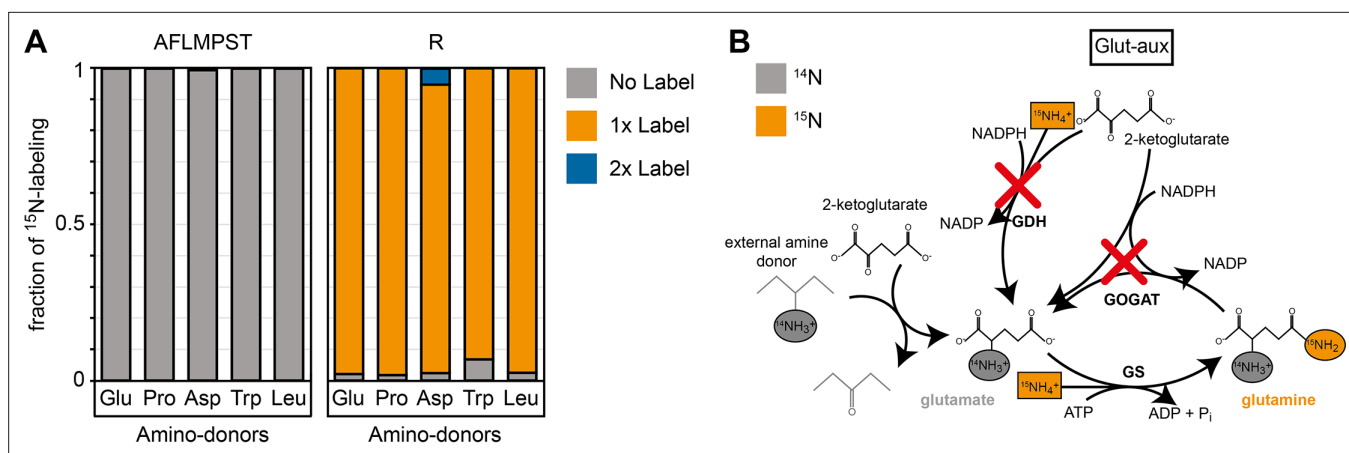 A
AFLMPST
R
fraction of ¹⁵N-labeling
1
0.5
0
Glu Pro Asp Trp Leu
Amino-donors
Glu Pro Asp Trp Leu
Amino-donors
No Label
1x Label
2x Label
B
¹⁴N
¹⁵N
Glut-aux
O
O
O⁻
O⁻
O
¹⁵NH₄⁺
2-ketoglutarate
NADPH
NADP
GDH
NADPH
NADP
GOGAT
2-ketoglutarate
O
O
O⁻
O⁻
O
external amine
donor
¹⁴NH₃⁺
O
O
O
O⁻
O⁻
¹⁴NH₃⁺
glutamate
¹⁵NH₄⁺
ATP
GS
ADP + Pᵢ
O
O
O⁻
¹⁴NH₃⁺
¹⁵NH₂
glutamine